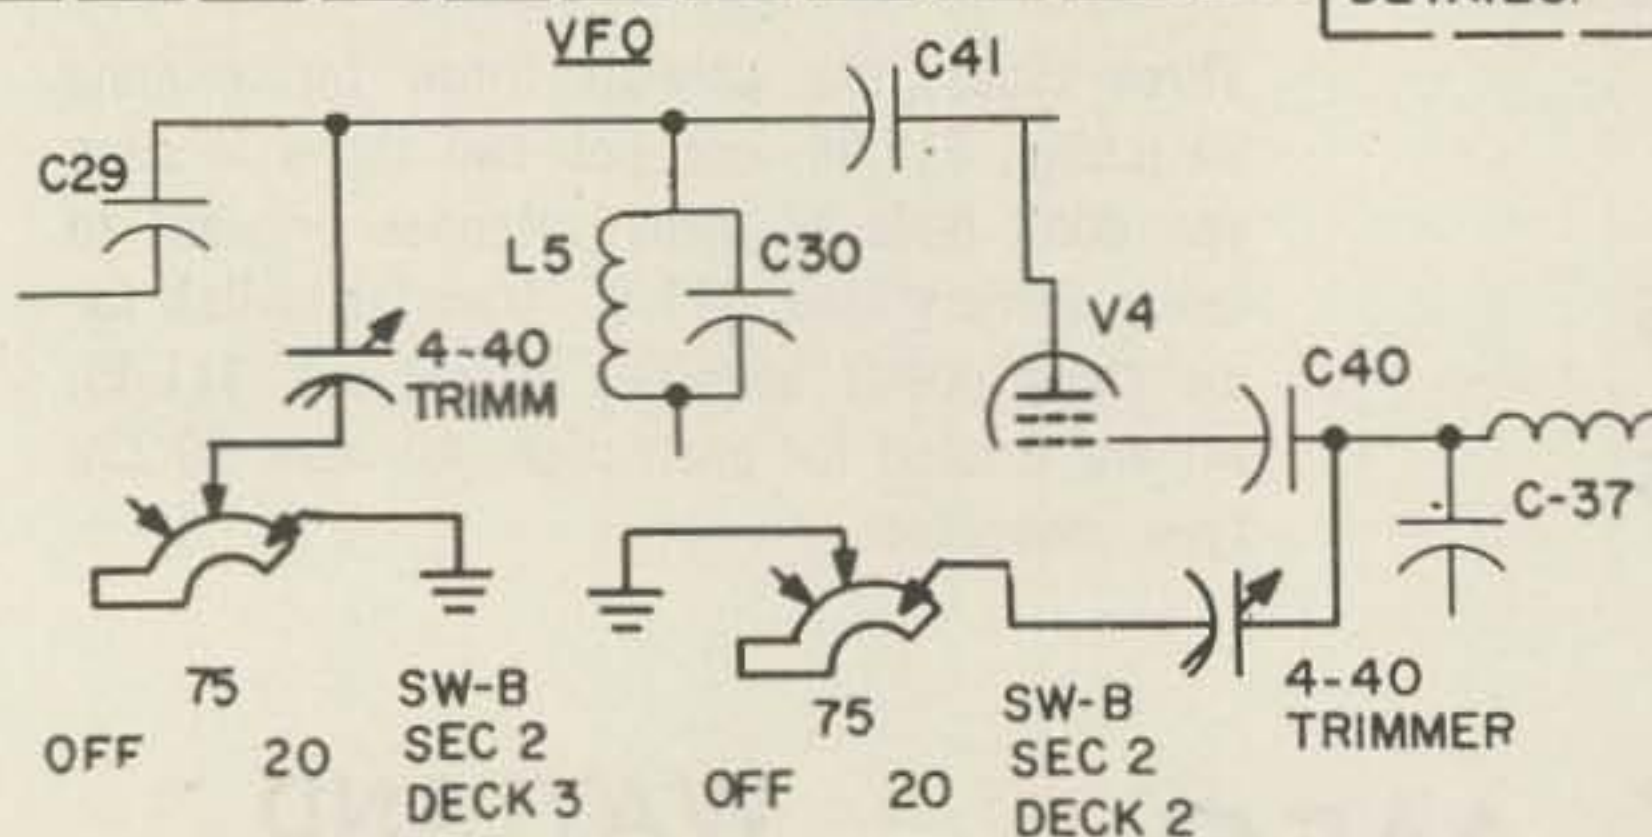 VFO
C41
C29
L5
C30
4-40
TRIMM
V4
C40
C-37
75
OFF
20
SW-B
SEC 2
DECK 3
75
OFF
20
SW-B
SEC 2
DECK 2
4-40
TRIMMER